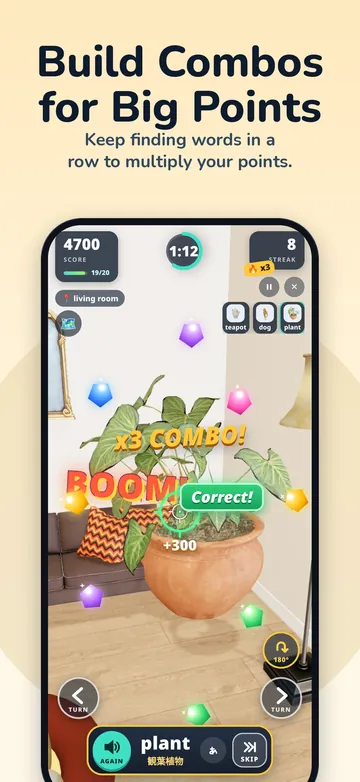 Build Combos
for Big Points
Keep finding words in a
row to multiply your points.
4700
SCORE
19/20
1:12
8
STREAK
x3
living room
teapot
dog
plant
x3 COMBO!
BOOM!
Correct!
+300
180°
TURN
TURN
AGAIN
plant
観葉植物
あ
SKIP